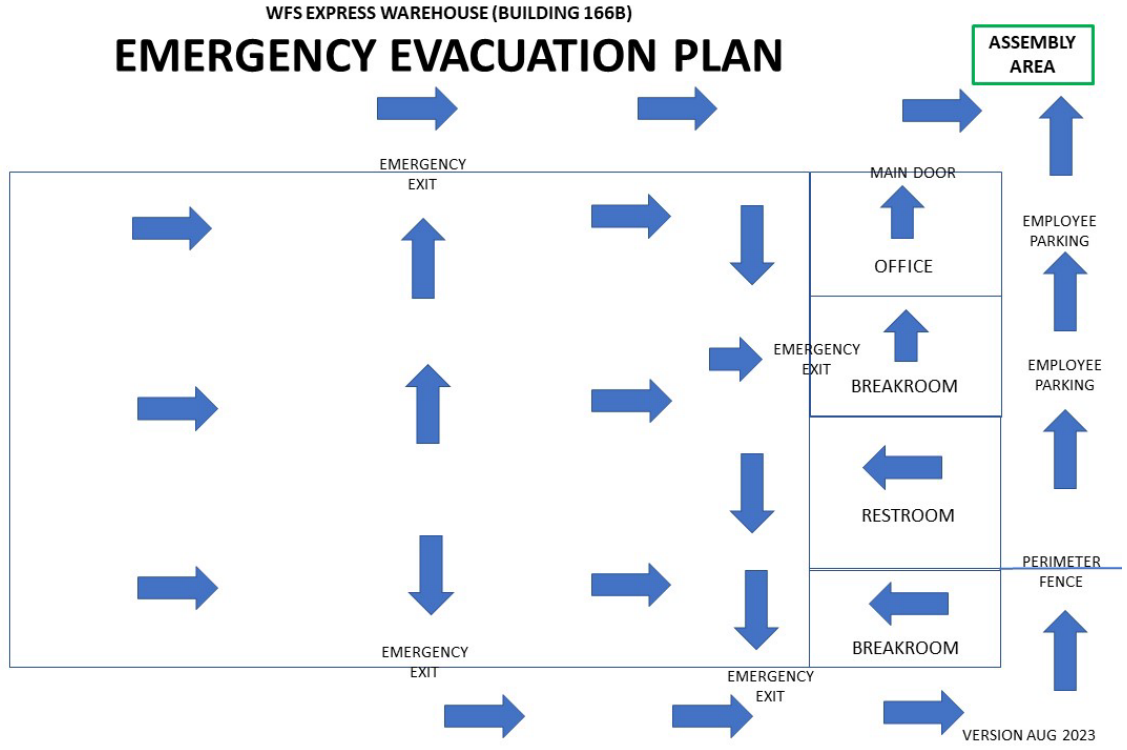 WFS EXPRESS WAREHOUSE (BUILDING 166B)
EMERGENCY EVACUATION PLAN
ASSEMBLY
AREA
EMERGENCY
EXIT
MAIN DOOR
EMPLOYEE
PARKING
OFFICE
EMERGENCY
EXIT
EMPLOYEE
PARKING
BREAKROOM
RESTROOM
PERIMETER
FENCE
BREAKROOM
EMERGENCY
EXIT
EMERGENCY
EXIT
VERSION AUG 2023